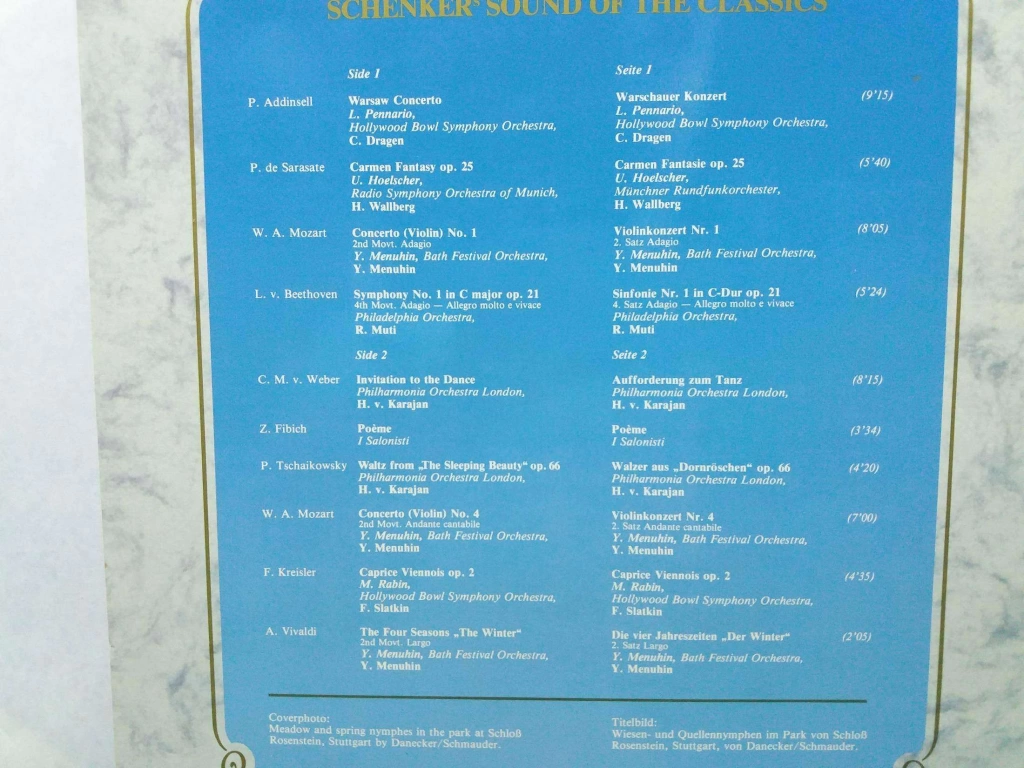 SCHENKER' SOUND OF THE CLASSICS
Side 1
P. Addinsell Warsaw Concerto
L. Pennario,
Hollywood Bowl Symphony Orchestra,
C. Dragen
P. de Sarasate Carmen Fantasy op. 25
U. Hoelscher,
Radio Symphony Orchestra of Munich,
H. Wallberg
W. A. Mozart Concerto (Violin) No. 1
2nd Movt. Adagio
Y. Menuhin, Bath Festival Orchestra,
Y. Menuhin
L. v. Beethoven Symphony No. 1 in C major op. 21
4th Movt. Adagio — Allegro molto e vivace
Philadelphia Orchestra,
R. Muti
Side 2
C. M. v. Weber Invitation to the Dance
Philharmonia Orchestra London,
H. v. Karajan
Z. Fibich Poème
I Salonisti
P. Tschaikowsky Waltz from „The Sleeping Beauty“ op. 66
Philharmonia Orchestra London,
H. v. Karajan
W. A. Mozart Concerto (Violin) No. 4
2nd Movt. Andante cantabile
Y. Menuhin, Bath Festival Orchestra,
Y. Menuhin
F. Kreisler Caprice Viennois op. 2
M. Rabin,
Hollywood Bowl Symphony Orchestra,
F. Slatkin
A. Vivaldi The Four Seasons „The Winter“
2nd Movt. Largo
Y. Menuhin, Bath Festival Orchestra,
Y. Menuhin
Seite 1
Warschauer Konzert (9'15)
L. Pennario,
Hollywood Bowl Symphony Orchestra,
C. Dragen
Carmen Fantasie op. 25 (5'40)
U. Hoelscher,
Münchner Rundfunkorchester,
H. Wallberg
Violinkonzert Nr. 1 (8'05)
2. Satz Adagio
Y. Menuhin, Bath Festival Orchestra,
Y. Menuhin
Sinfonie Nr. 1 in C-Dur op. 21 (5'24)
4. Satz Adagio — Allegro molto e vivace
Philadelphia Orchestra,
R. Muti
Seite 2
Aufforderung zum Tanz (8'15)
Philharmonia Orchestra London,
H. v. Karajan
Poème (3'34)
I Salonisti
Walzer aus „Dornröschen“ op. 66 (4'20)
Philharmonia Orchestra London,
H. v. Karajan
Violinkonzert Nr. 4 (7'00)
2. Satz Andante cantabile
Y. Menuhin, Bath Festival Orchestra,
Y. Menuhin
Caprice Viennois op. 2 (4'35)
M. Rabin,
Hollywood Bowl Symphony Orchestra,
F. Slatkin
Die vier Jahreszeiten „Der Winter“ (2'05)
2. Satz Largo
Y. Menuhin, Bath Festival Orchestra,
Y. Menuhin
Coverphoto:
Meadow and spring nymphes in the park at Schloß
Rosenstein, Stuttgart by Danecker/Schmauder.
Titelbild:
Wiesen- und Quellennymphen im Park von Schloß
Rosenstein, Stuttgart, von Danecker/Schmauder.